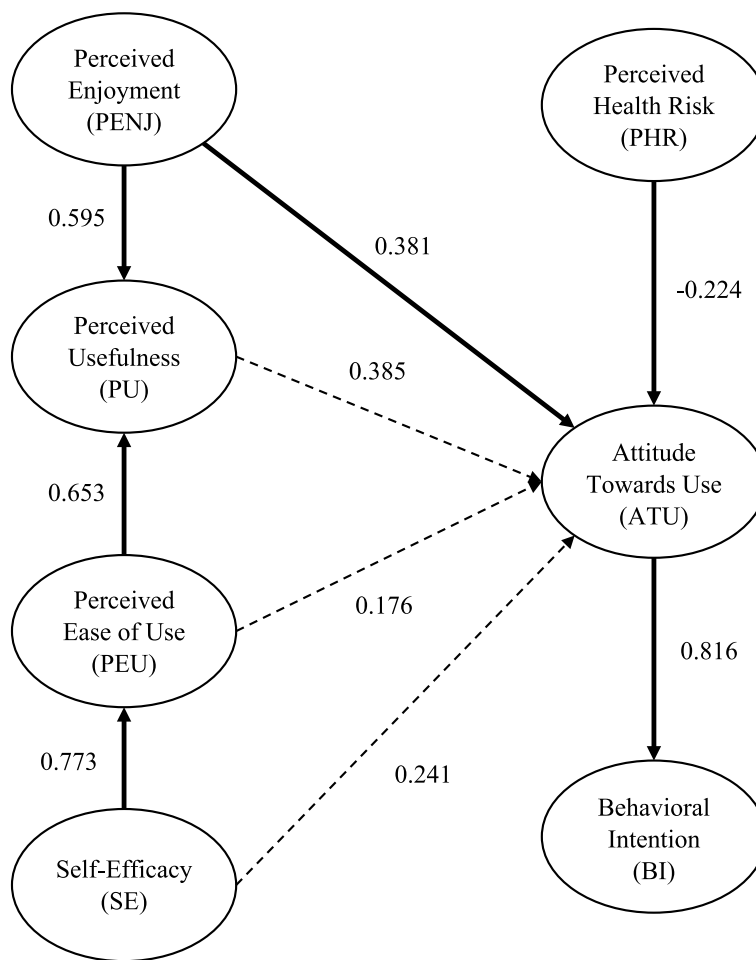 Perceived
Enjoyment
(PENJ)
Perceived
Health Risk
(PHR)
0.595
0.381
-0.224
Perceived
Usefulness
(PU)
0.385
Attitude
Towards Use
(ATU)
0.653
Perceived
Ease of Use
(PEU)
0.176
0.816
0.773
0.241
Behavioral
Intention
(BI)
Self-Efficacy
(SE)